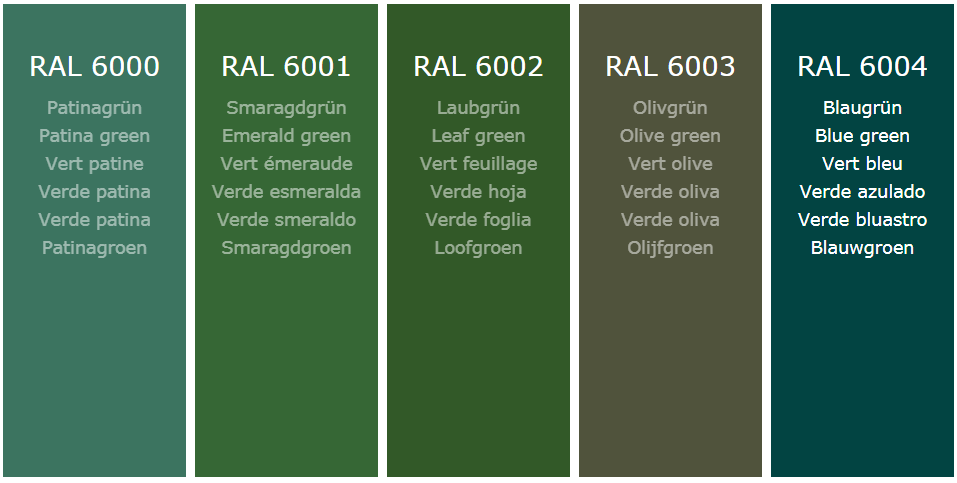 RAL 6000
Patinagrün
Patina green
Vert patine
Verde patina
Verde patina
Patinagroen
RAL 6001
Smaragdgrün
Emerald green
Vert émeraude
Verde esmeralda
Verde smeraldo
Smaragdgroen
RAL 6002
Laubgrün
Leaf green
Vert feuillage
Verde hoja
Verde foglia
Loofgroen
RAL 6003
Olivgrün
Olive green
Vert olive
Verde oliva
Verde oliva
Olijfgroen
RAL 6004
Blaugrün
Blue green
Vert bleu
Verde azulado
Verde bluastro
Blauwgroen